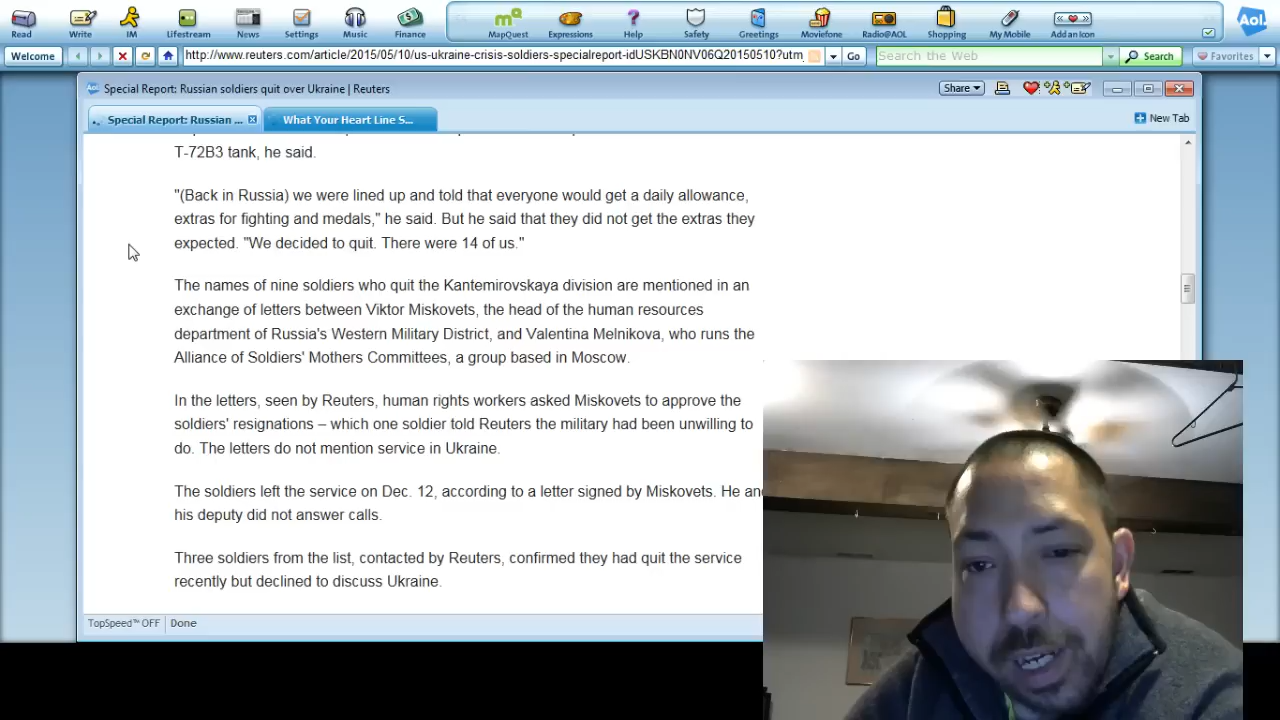 Read Write IM Lifestream News Settings Music Finance MapQuest Expressions Help Safety Greetings Moviefone Radio@AOL Shopping My Mobile Add an Icon Aol.
Welcome http://www.reuters.com/article/2015/05/10/us-ukraine-crisis-soldiers-specialreport-idUSKBN0NV06Q20150510?utm_ Go Search the Web Search Favorites
Special Report: Russian soldiers quit over Ukraine | Reuters Share
Special Report: Russian ... What Your Heart Line S... New Tab
T-72B3 tank, he said.
"(Back in Russia) we were lined up and told that everyone would get a daily allowance,
extras for fighting and medals," he said. But he said that they did not get the extras they
expected. "We decided to quit. There were 14 of us."
The names of nine soldiers who quit the Kantemirovskaya division are mentioned in an
exchange of letters between Viktor Miskovets, the head of the human resources
department of Russia's Western Military District, and Valentina Melnikova, who runs the
Alliance of Soldiers' Mothers Committees, a group based in Moscow.
In the letters, seen by Reuters, human rights workers asked Miskovets to approve the
soldiers' resignations – which one soldier told Reuters the military had been unwilling to
do. The letters do not mention service in Ukraine.
The soldiers left the service on Dec. 12, according to a letter signed by Miskovets. He
his deputy did not answer calls.
Three soldiers from the list, contacted by Reuters, confirmed they had quit the service
recently but declined to discuss Ukraine.
TopSpeed™ OFF Done